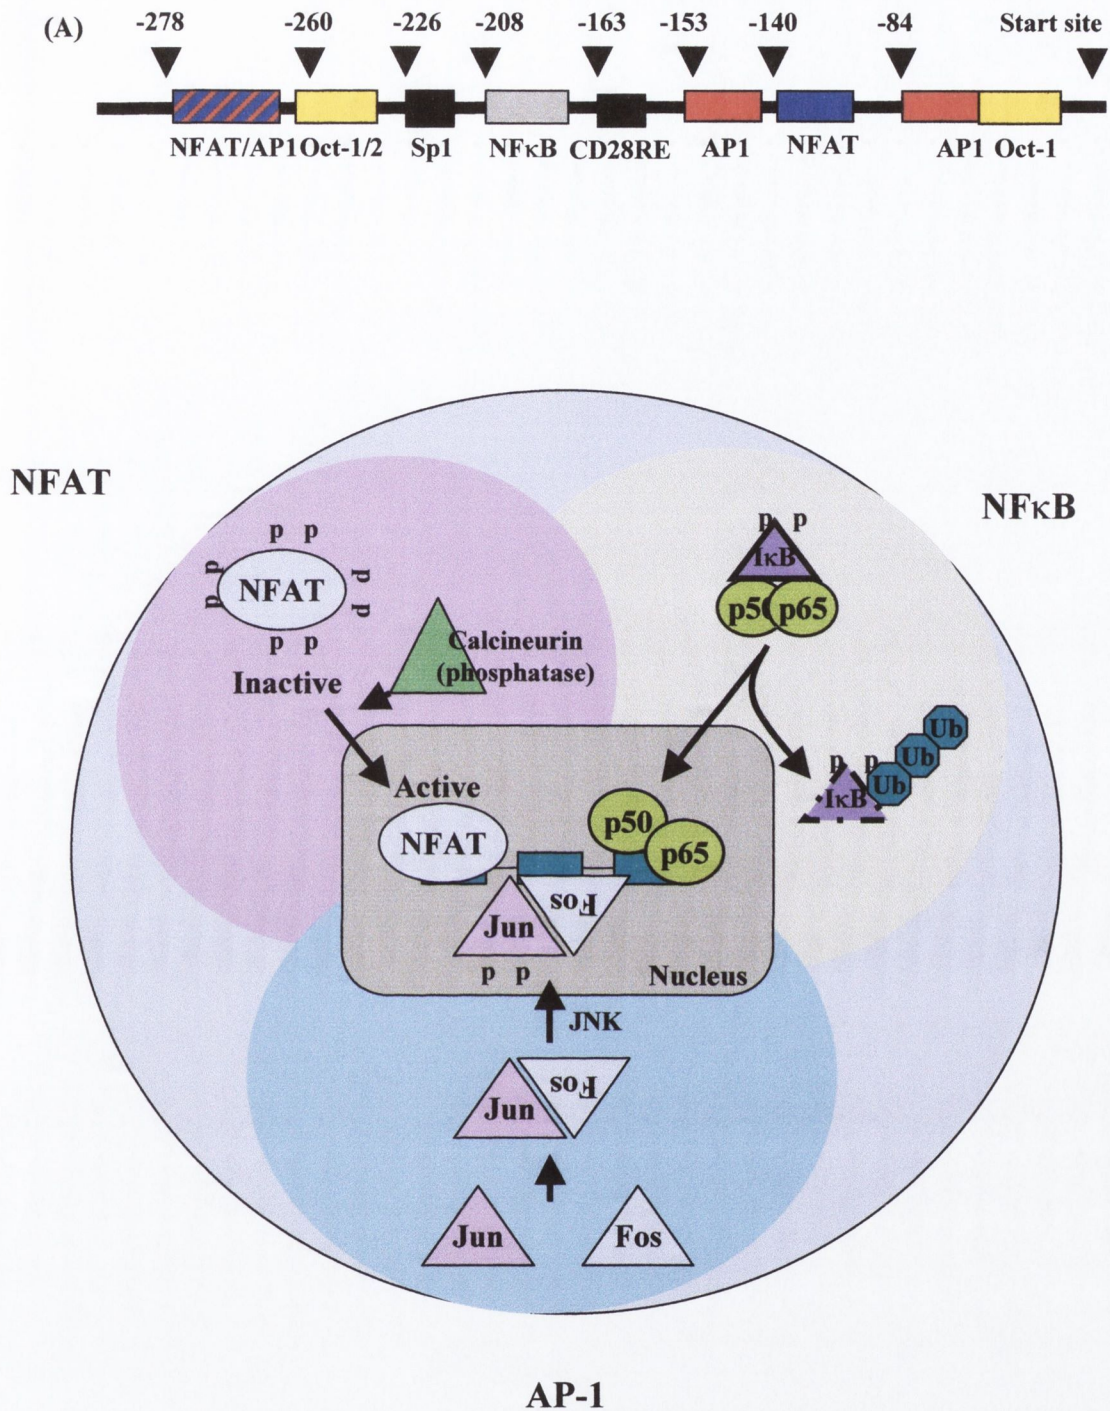 (A) -278 -260 -226 -208 -163 -153 -140 -84 Start site
NFAT/AP1 Oct-1/2 Sp1 NFκB CD28RE AP1 NFAT AP1 Oct-1
NFAT
NFκB
p p
p p
p p
p p
NFAT
p p
Inactive
Calcineurin
(phosphatase)
p p
IκB
p50 p65
Ub
Ub
Ub
p p
IκB
Active
NFAT
p50
p65
Jun
Fos
p p
Nucleus
JNK
Jun
Fos
Jun
Fos
AP-1